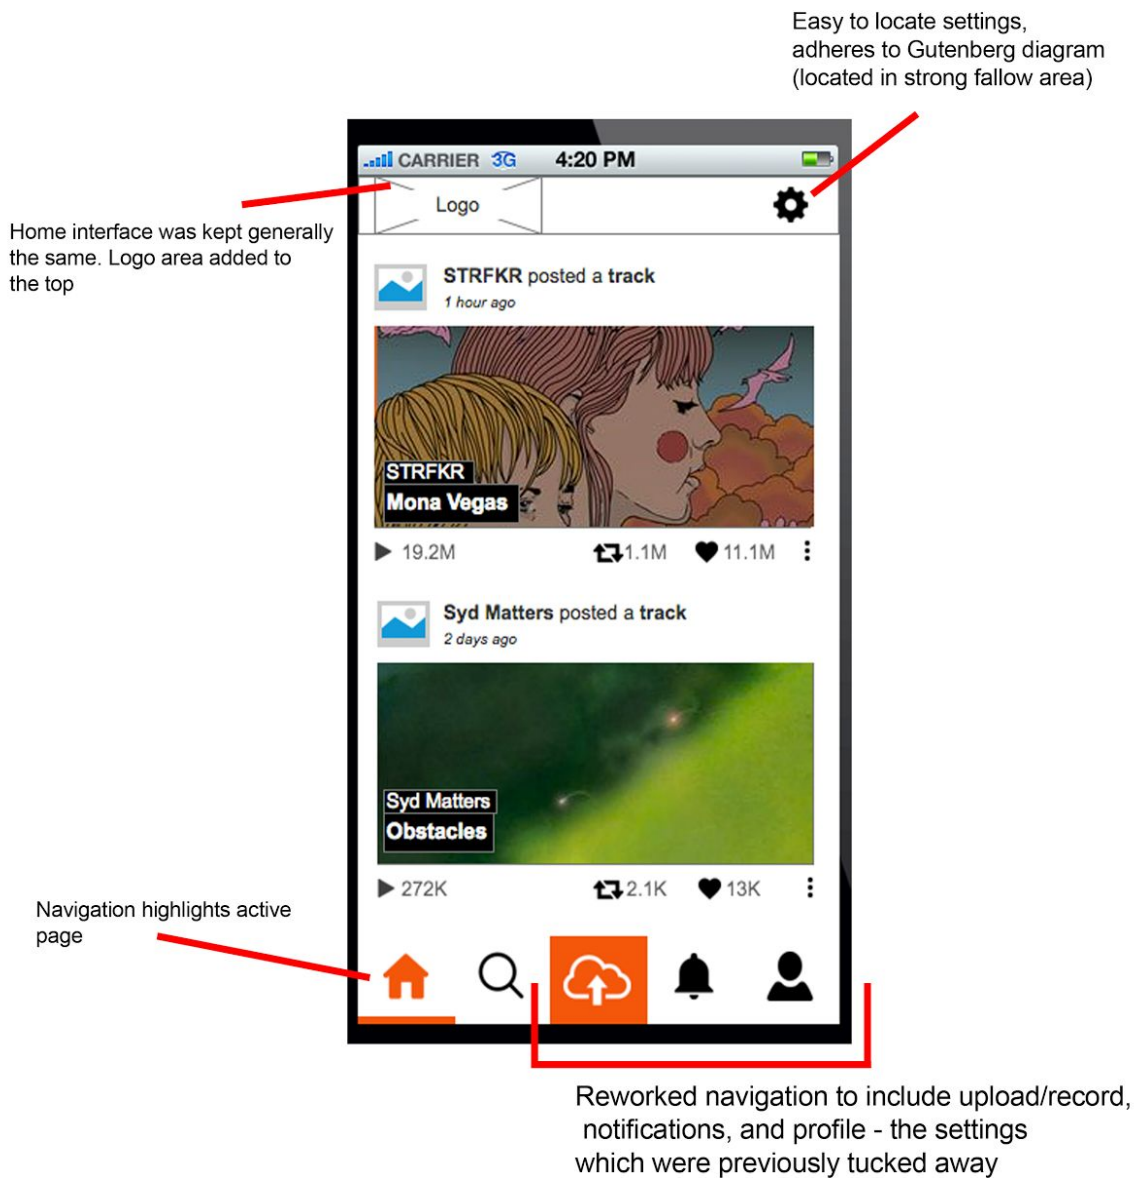 Easy to locate settings,
adheres to Gutenberg diagram
(located in strong fallow area)
CARRIER 3G 4:20 PM
Logo
Home interface was kept generally
the same. Logo area added to
the top
STRFKR posted a track
1 hour ago
STRFKR
Mona Vegas
19.2M 1.1M 11.1M
Syd Matters posted a track
2 days ago
Syd Matters
Obstacles
272K 2.1K 13K
Navigation highlights active
page
Reworked navigation to include upload/record,
notifications, and profile - the settings
which were previously tucked away